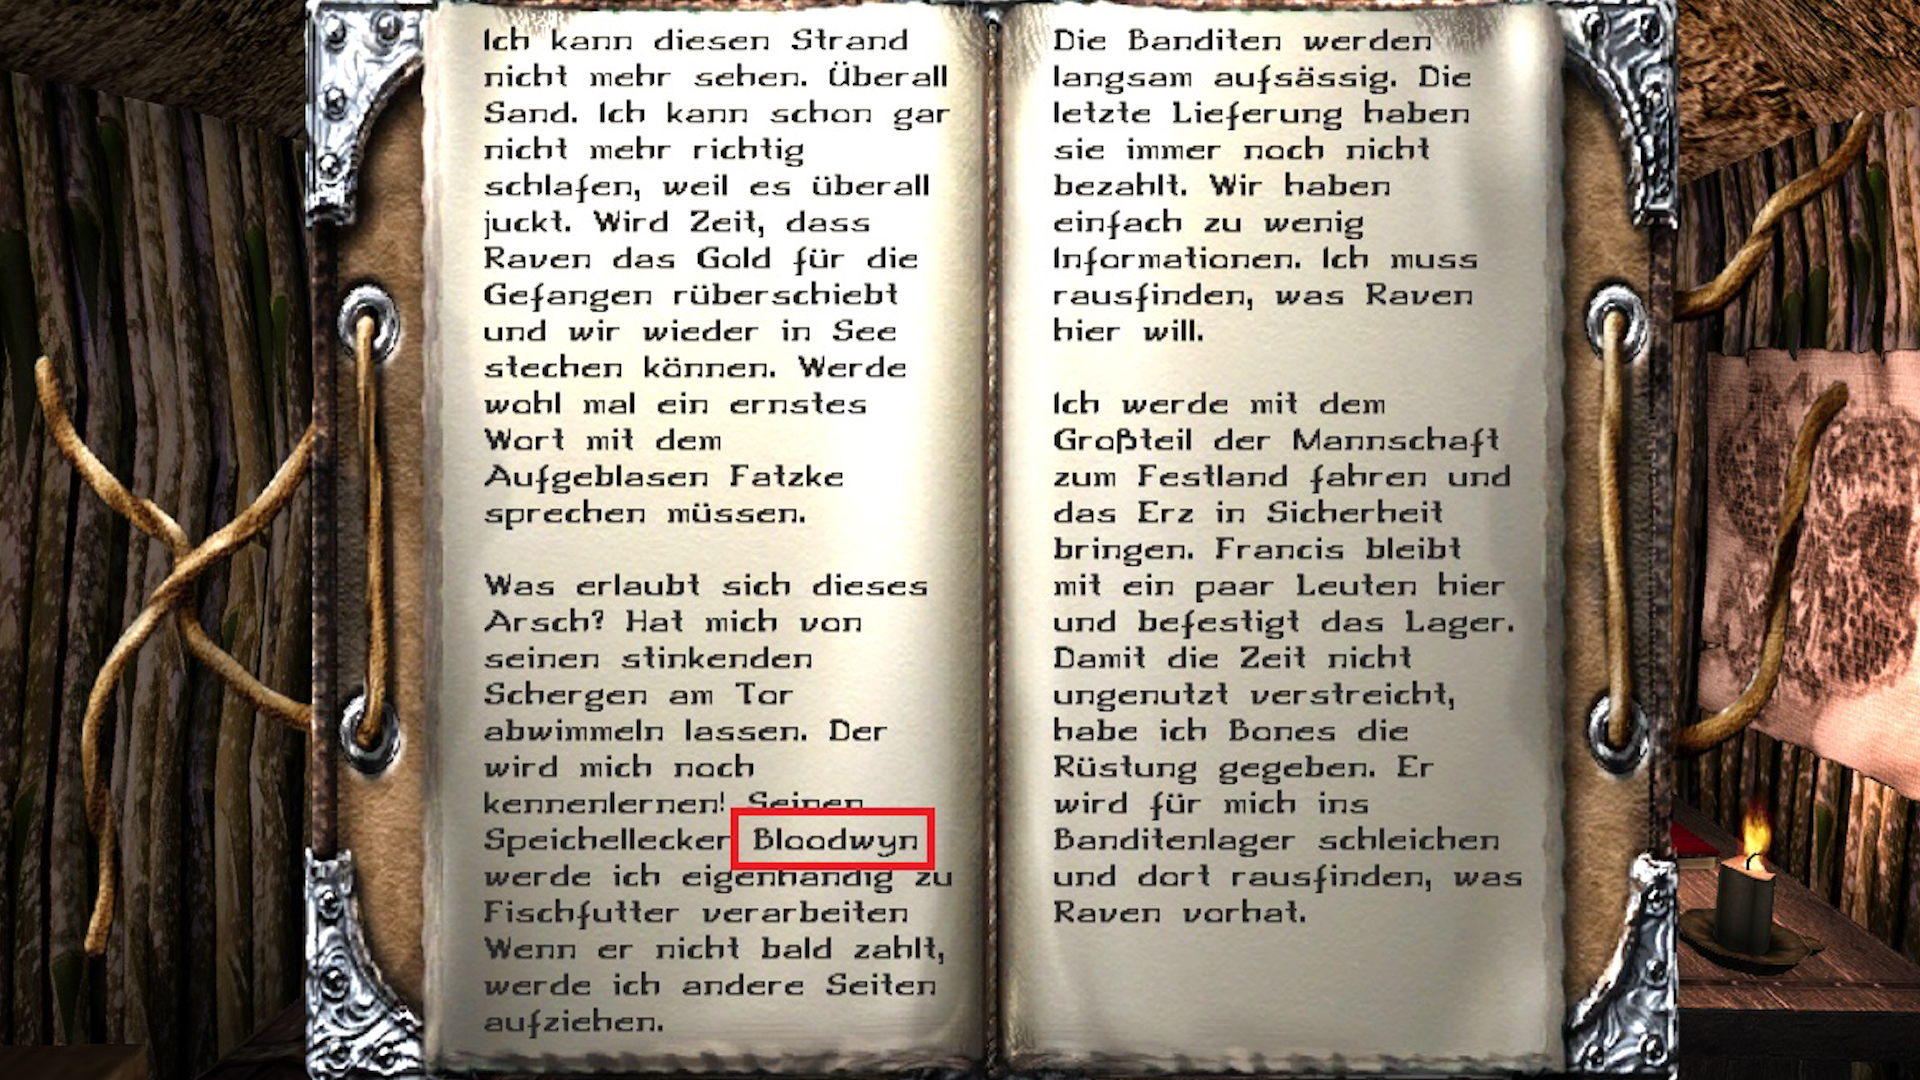 Ich kann diesen Strand
nicht mehr sehen. Überall
Sand. Ich kann schon gar
nicht mehr richtig
schlafen, weil es überall
juckt. Wird Zeit, dass
Raven das Gold für die
Gefangen rüberschiebt
und wir wieder in See
stechen können. Werde
wohl mal ein ernstes
Wort mit dem
Aufgeblasen Fatzke
sprechen müssen.
Was erlaubt sich dieses
Arsch? Hat mich von
seinen stinkenden
Schergen am Tor
abwimmeln lassen. Der
wird mich noch
kennenlernen! Seinen
Speichellecker Bloodwyn
werde ich eigenhändig zu
Fischfutter verarbeiten
Wenn er nicht bald zahlt,
werde ich andere Seiten
aufziehen.
Die Banditen werden
langsam aufsässig. Die
letzte Lieferung haben
sie immer noch nicht
bezahlt. Wir haben
einfach zu wenig
Informationen. Ich muss
rausfinden, was Raven
hier will.
Ich werde mit dem
Großteil der Mannschaft
zum Festland fahren und
das Erz in Sicherheit
bringen. Francis bleibt
mit ein paar Leuten hier
und befestigt das Lager.
Damit die Zeit nicht
ungenutzt verstreicht,
habe ich Bones die
Rüstung gegeben. Er
wird für mich ins
Banditenlager schleichen
und dort rausfinden, was
Raven vorhat.